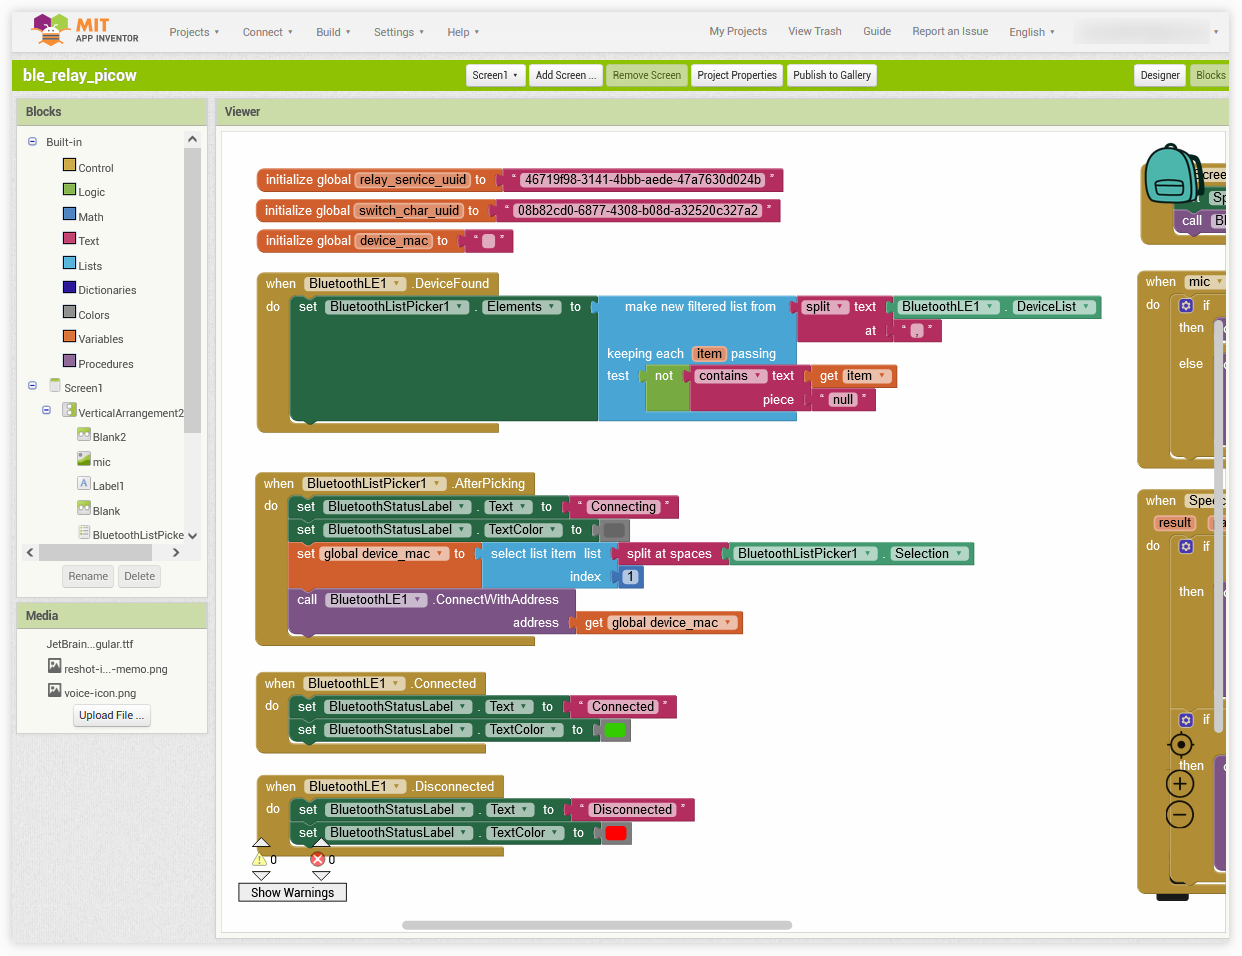 MIT
APP INVENTOR
Projects Connect Build Settings Help My Projects View Trash Guide Report an Issue English
ble_relay_picow Screen1 Add Screen ... Remove Screen Project Properties Publish to Gallery Designer Blocks
Blocks
Built-in
Control
Logic
Math
Text
Lists
Dictionaries
Colors
Variables
Procedures
Screen1
VerticalArrangement2
Blank2
mic
Label1
Blank
BluetoothListPicke
Rename Delete
Media
JetBrain...gular.ttf
reshot-i...-memo.png
voice-icon.png
Upload File ...
Viewer
initialize global relay_service_uuid to “ 46719f98-3141-4bbb-aede-47a7630d024b ”
initialize global switch_char_uuid to “ 08b82cd0-6877-4308-b08d-a32520c327a2 ”
initialize global device_mac to “ ”
when BluetoothLE1 .DeviceFound
do set BluetoothListPicker1 . Elements to make new filtered list from split text BluetoothLE1 . DeviceList
at “ , ”
keeping each item passing
test not contains text get item
piece “ null ”
when BluetoothListPicker1 .AfterPicking
do set BluetoothStatusLabel . Text to “ Connecting ”
set BluetoothStatusLabel . TextColor to
set global device_mac to select list item list split at spaces BluetoothListPicker1 . Selection
index 1
call BluetoothLE1 .ConnectWithAddress
address get global device_mac
when BluetoothLE1 .Connected
do set BluetoothStatusLabel . Text to “ Connected ”
set BluetoothStatusLabel . TextColor to
when BluetoothLE1 .Disconnected
do set BluetoothStatusLabel . Text to “ Disconnected ”
set BluetoothStatusLabel . TextColor to
0 0
Show Warnings
Scree
Sp
call Bl
when mic
do if
then
else
when Speec
result
do if
then
if
then